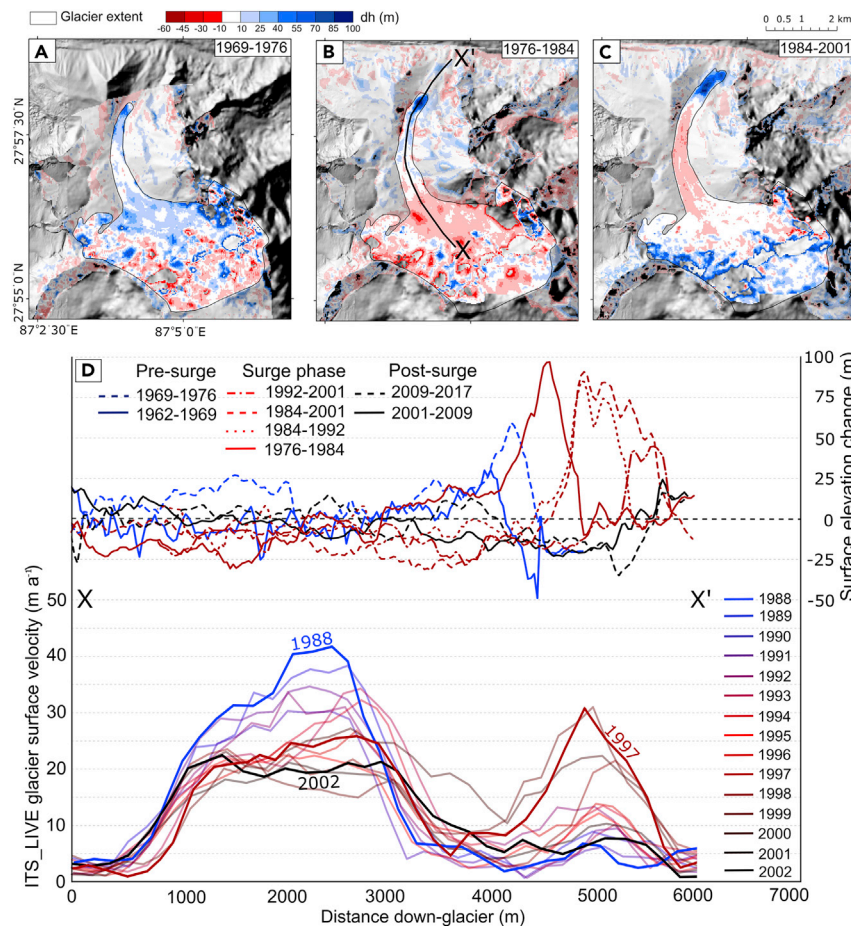 Glacier extent
dh (m)
-60 -45 -30 -10 10 25 40 55 70 85 100
0 0.5 1 2 km
A
1969-1976
B
1976-1984
C
1984-2001
X'
X
27°57'30"N
27°55'0"N
87°2'30"E
87°5'0"E
D
Pre-surge
1969-1976
1962-1969
Surge phase
1992-2001
1984-2001
1984-1992
1976-1984
Post-surge
2009-2017
2001-2009
100
75
50
25
0
-25
-50
Surface elevation change (m)
X
X'
50
40
30
20
10
0
ITS_LIVE glacier surface velocity (m a⁻¹)
1988
1997
2002
1988
1989
1990
1991
1992
1993
1994
1995
1996
1997
1998
1999
2000
2001
2002
0 1000 2000 3000 4000 5000 6000 7000
Distance down-glacier (m)